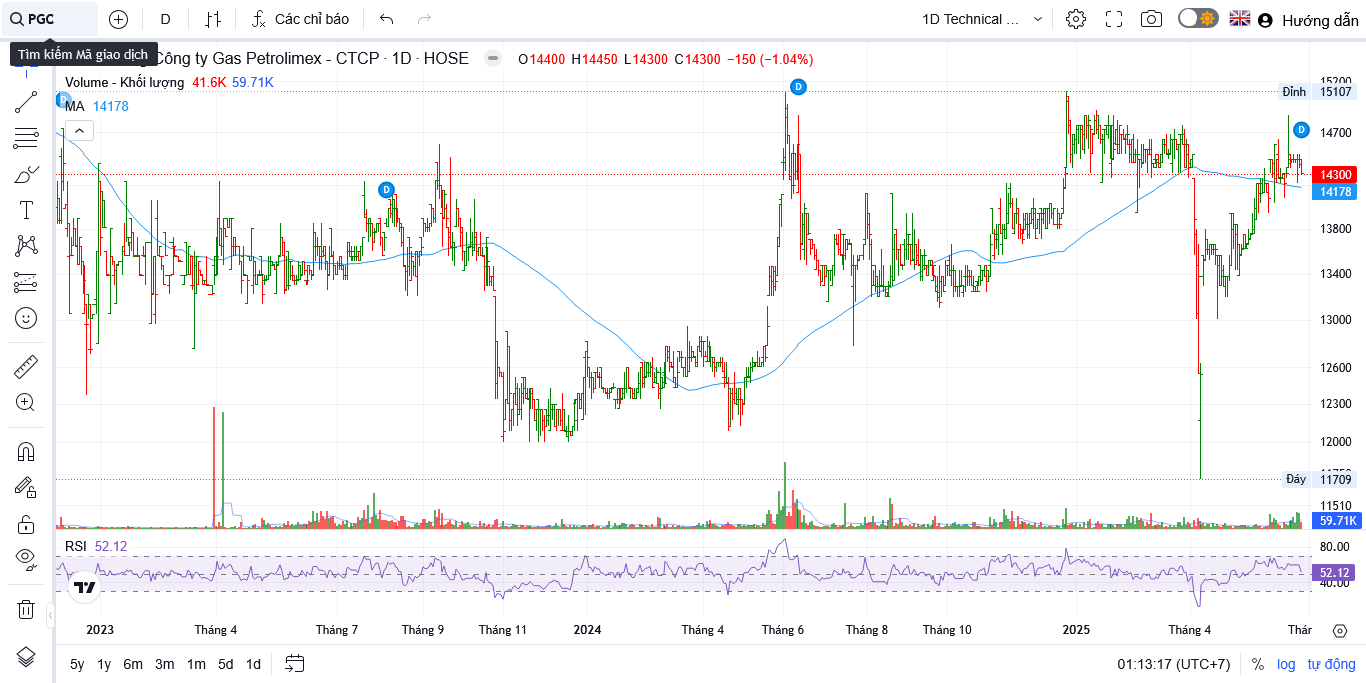 PGC
D
Các chỉ báo
1D Technical ...
Hướng dẫn
Tìm kiếm Mã giao dịch
Công ty Gas Petrolimex - CTCP · 1D · HOSE
O14400 H14450 L14300 C14300 −150 (−1.04%)
Volume - Khối lượng 41.6K 59.71K
MA 14178
D
D
D
D
15200
Đỉnh 15107
14700
14300
14178
13800
13400
13000
12600
12300
12000
Đáy 11709
11510
59.71K
RSI 52.12
80.00
52.12
40.00
2023 Tháng 4 Tháng 7 Tháng 9 Tháng 11 2024 Tháng 4 Tháng 6 Tháng 8 Tháng 10 2025 Tháng 4 Thár
5y 1y 6m 3m 1m 5d 1d
01:13:17 (UTC+7) % log tự động